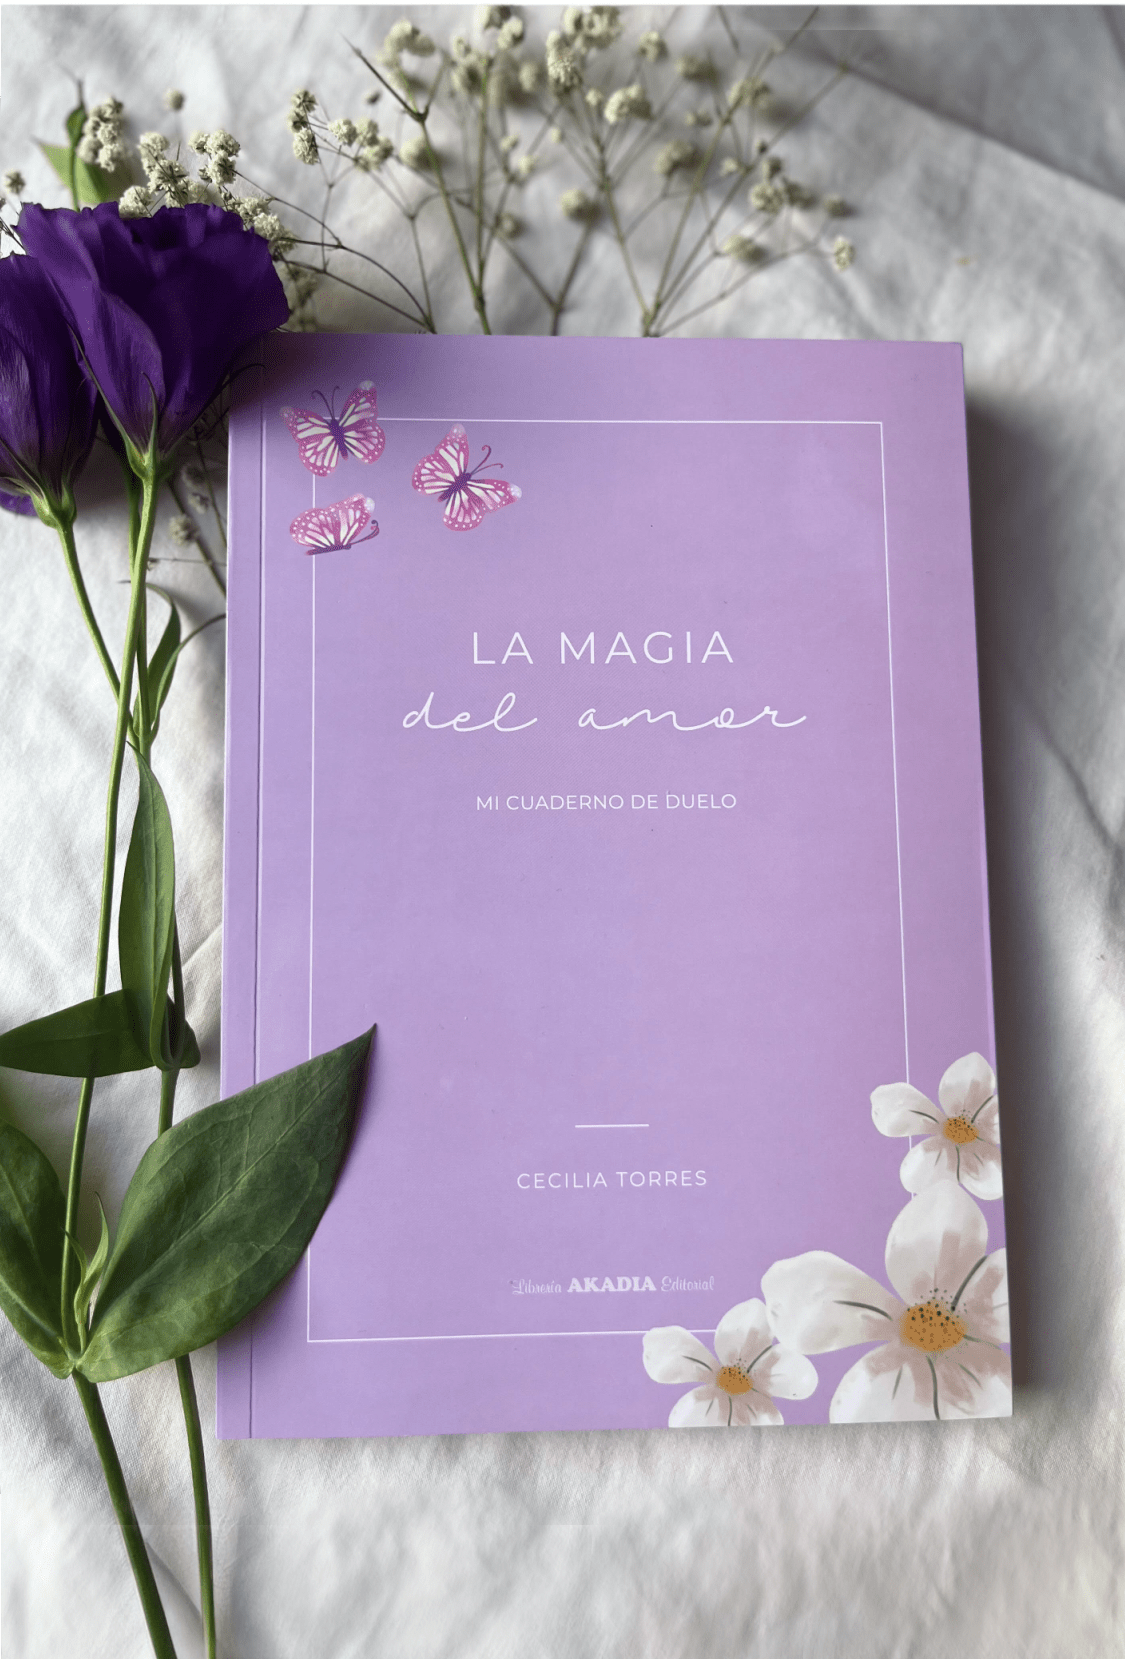 LA MAGIA
del amor
MI CUADERNO DE DUELO
CECILIA TORRES
Librería AKADIA Editorial